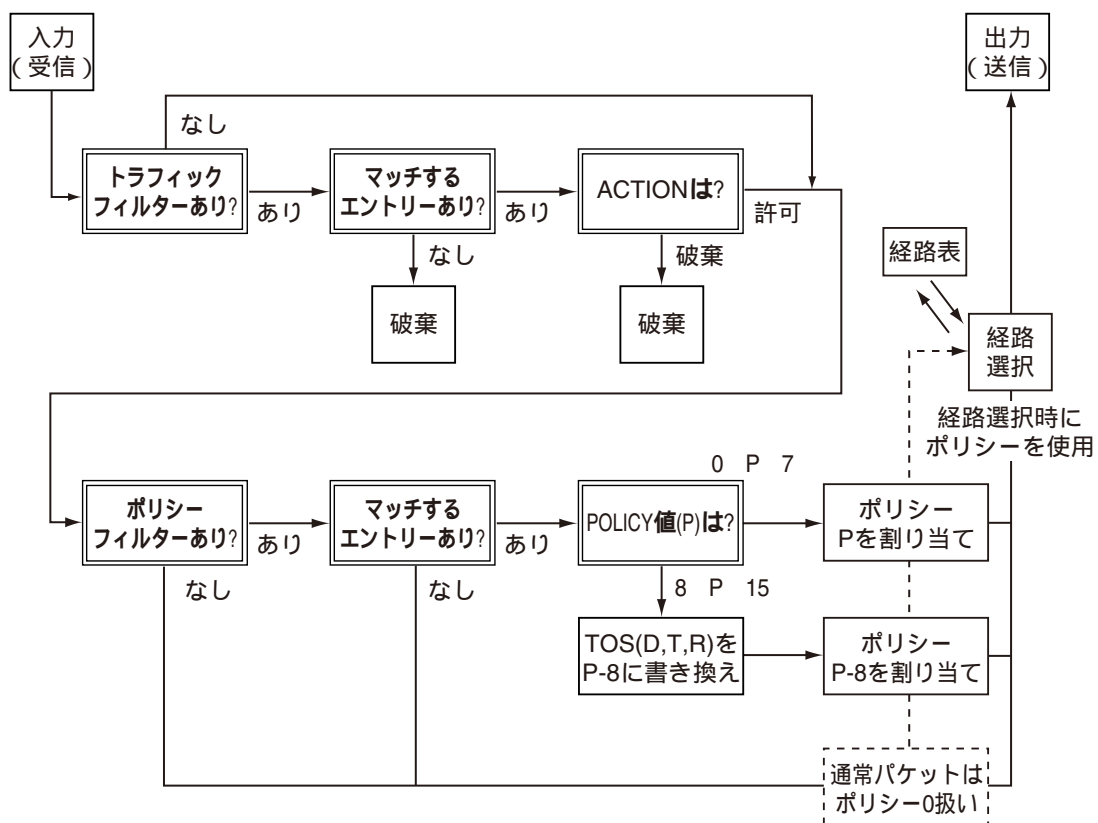 入力
(受信)
出力
(送信)
なし
トラフィック
フィルターあり?
あり
マッチする
エントリーあり?
あり
ACTIONは?
許可
なし
破棄
破棄
破棄
経路表
経路
選択
経路選択時に
ポリシーを使用
ポリシー
フィルターあり?
あり
マッチする
エントリーあり?
あり
POLICY値(P)は?
0 P 7
ポリシー
Pを割り当て
なし
なし
8 P 15
TOS(D,T,R)を
P-8に書き換え
ポリシー
P-8を割り当て
通常パケットは
ポリシー0扱い